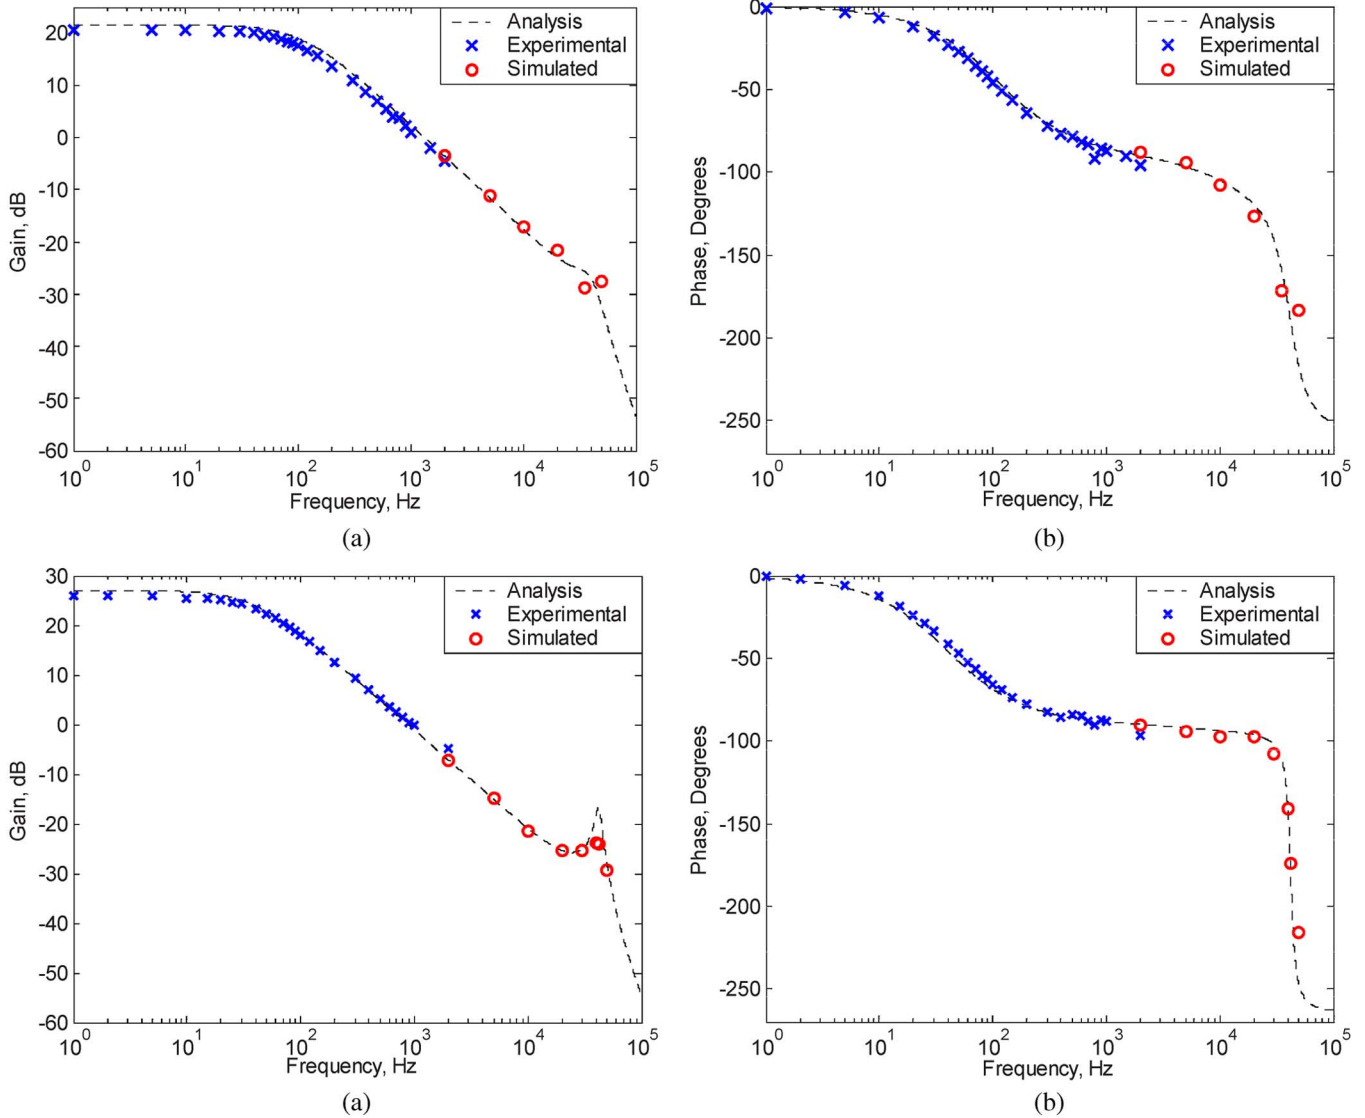 20
10
0
-10
-20
-30
-40
-50
-60
Gain, dB
Analysis
Experimental
Simulated
10^0 10^1 10^2 10^3 10^4 10^5
Frequency, Hz
(a)
0
-50
-100
-150
-200
-250
Phase, Degrees
Analysis
Experimental
Simulated
10^0 10^1 10^2 10^3 10^4 10^5
Frequency, Hz
(b)
30
20
10
0
-10
-20
-30
-40
-50
-60
Gain, dB
Analysis
Experimental
Simulated
10^0 10^1 10^2 10^3 10^4 10^5
Frequency, Hz
(a)
0
-50
-100
-150
-200
-250
Phase, Degrees
Analysis
Experimental
Simulated
10^0 10^1 10^2 10^3 10^4 10^5
Frequency, Hz
(b)